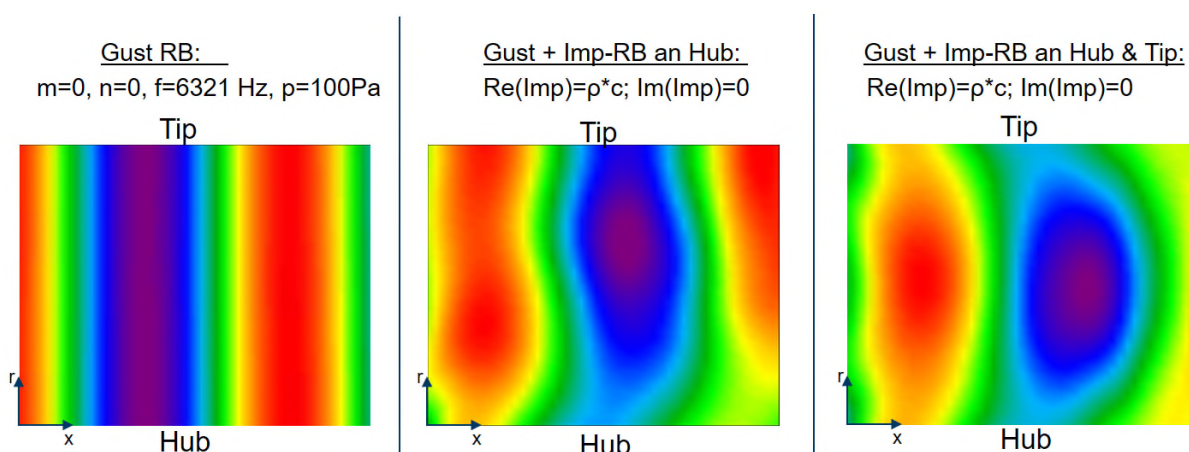 Gust RB:
m=0, n=0, f=6321 Hz, p=100Pa
Tip
r
x
Hub
Gust + Imp-RB an Hub:
Re(Imp)=ρ*c; Im(Imp)=0
Tip
r
x
Hub
Gust + Imp-RB an Hub & Tip:
Re(Imp)=ρ*c; Im(Imp)=0
Tip
r
x
Hub